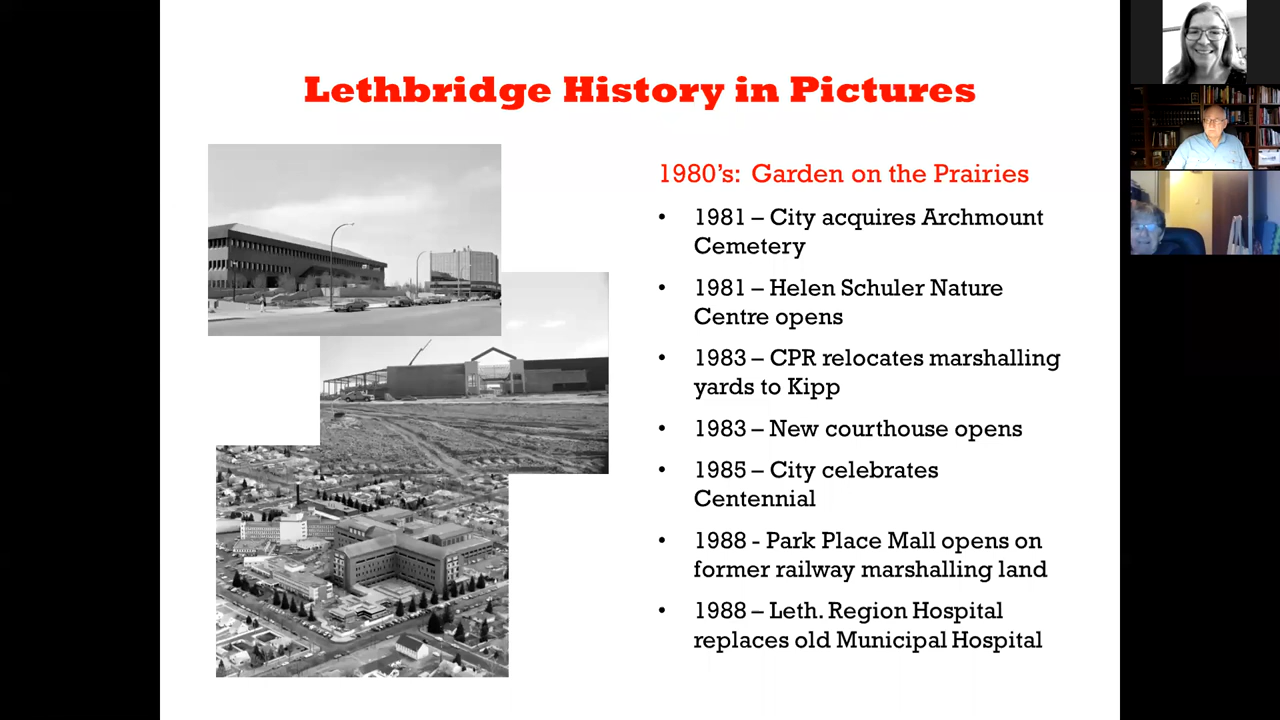 Lethbridge History in Pictures
1980's: Garden on the Prairies
• 1981 – City acquires Archmount
Cemetery
• 1981 – Helen Schuler Nature
Centre opens
• 1983 – CPR relocates marshalling
yards to Kipp
• 1983 – New courthouse opens
• 1985 – City celebrates
Centennial
• 1988 - Park Place Mall opens on
former railway marshalling land
• 1988 – Leth. Region Hospital
replaces old Municipal Hospital